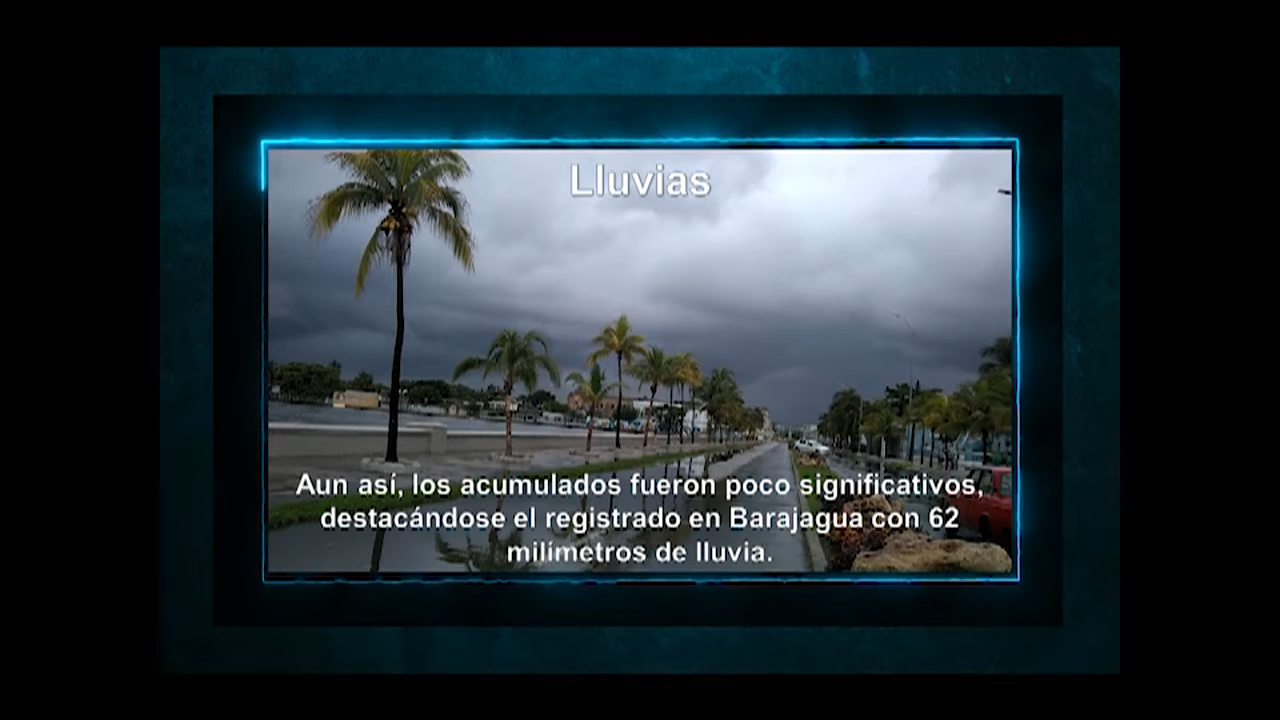 Lluvias
Aun así, los acumulados fueron poco significativos,
destacándose el registrado en Barajagua con 62
milímetros de lluvia.